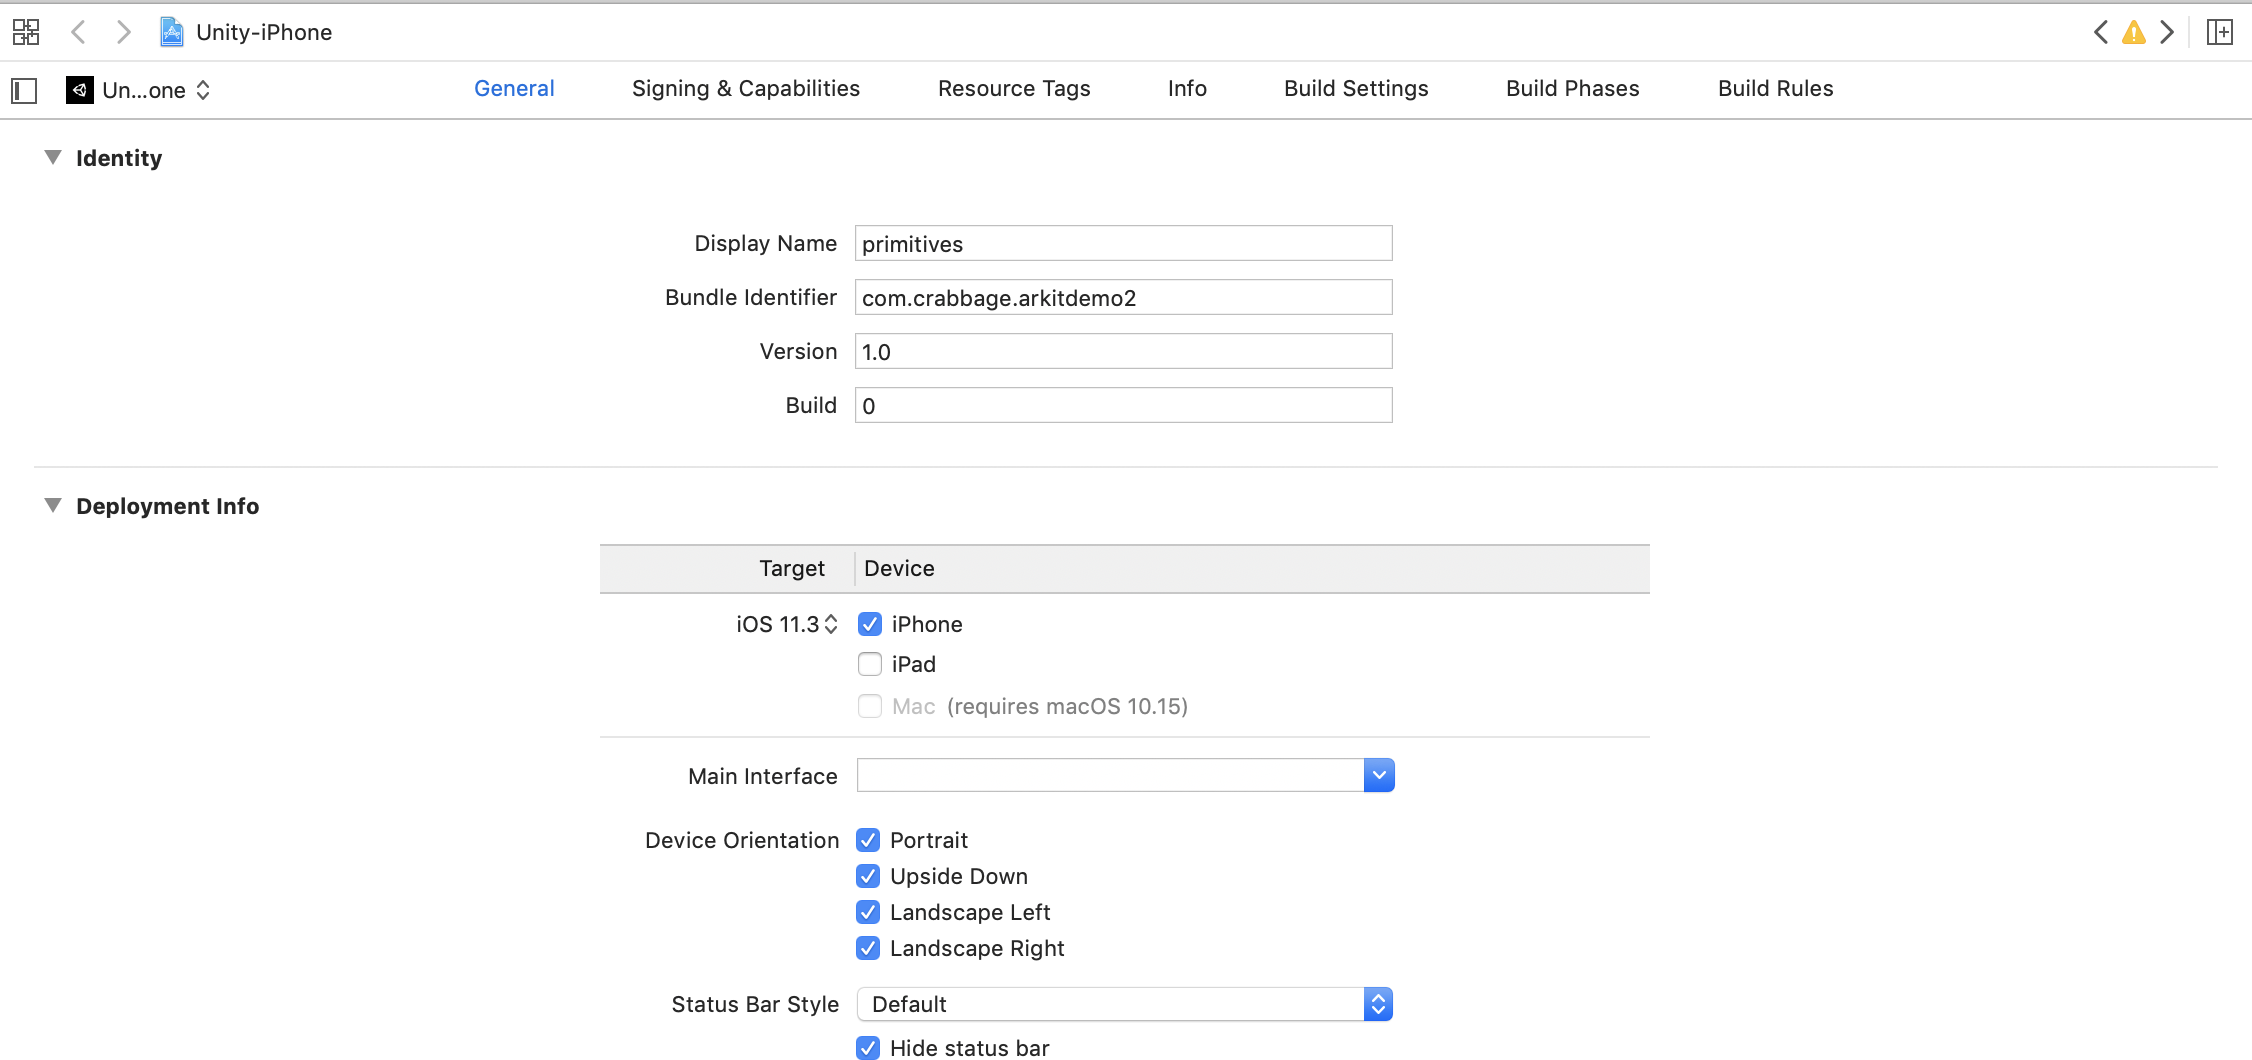 Unity-iPhone
Un...one
General Signing & Capabilities Resource Tags Info Build Settings Build Phases Build Rules
Identity
Display Name primitives
Bundle Identifier com.crabbage.arkitdemo2
Version 1.0
Build 0
Deployment Info
Target Device
iOS 11.3 iPhone
iPad
Mac (requires macOS 10.15)
Main Interface
Device Orientation Portrait
Upside Down
Landscape Left
Landscape Right
Status Bar Style Default
Hide status bar